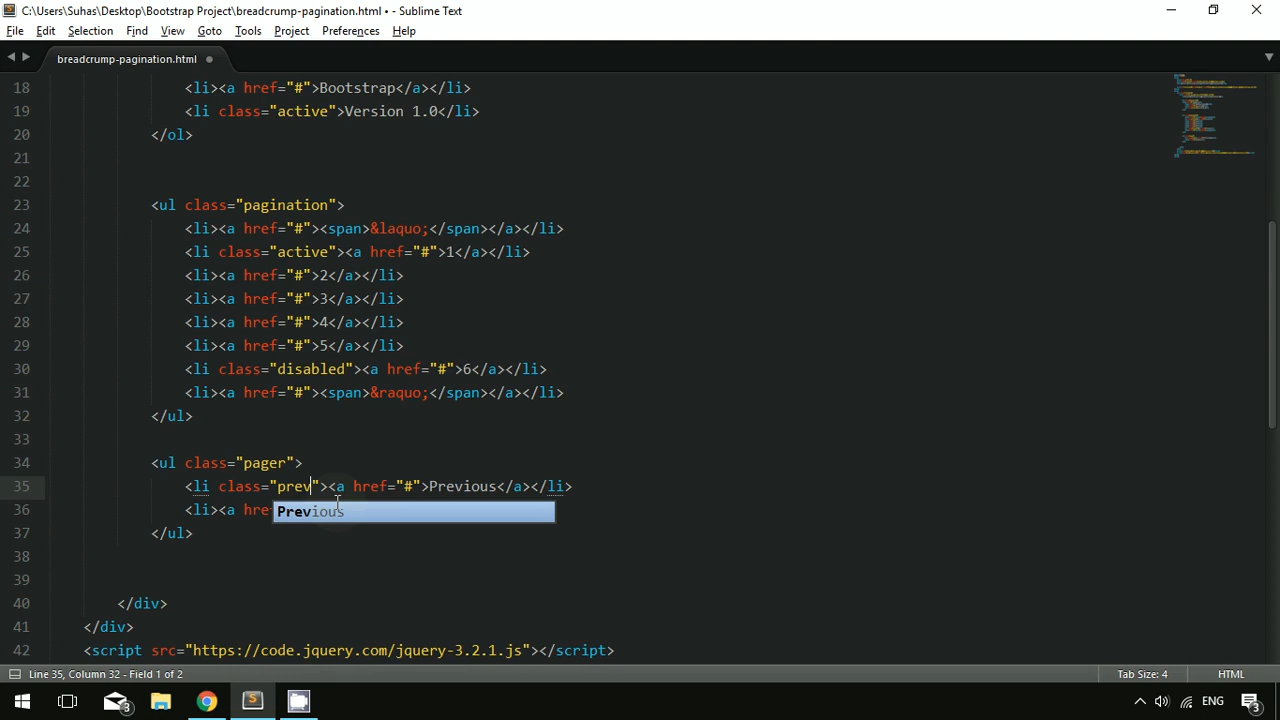 C:\Users\Suhas\Desktop\Bootstrap Project\breadcrump-pagination.html • - Sublime Text
File Edit Selection Find View Goto Tools Project Preferences Help
breadcrump-pagination.html
18 <li><a href="#">Bootstrap</a></li>
19 <li class="active">Version 1.0</li>
20 </ol>
21
22
23 <ul class="pagination">
24 <li><a href="#"><span>&laquo;</span></a></li>
25 <li class="active"><a href="#">1</a></li>
26 <li><a href="#">2</a></li>
27 <li><a href="#">3</a></li>
28 <li><a href="#">4</a></li>
29 <li><a href="#">5</a></li>
30 <li class="disabled"><a href="#">6</a></li>
31 <li><a href="#"><span>&raquo;</span></a></li>
32 </ul>
33
34 <ul class="pager">
35 <li class="prev"><a href="#">Previous</a></li>
36 <li><a hre
Previous
37 </ul>
38
39
40 </div>
41 </div>
42 <script src="https://code.jquery.com/jquery-3.2.1.js"></script>
Line 35, Column 32 - Field 1 of 2 Tab Size: 4 HTML
3 S ENG 3